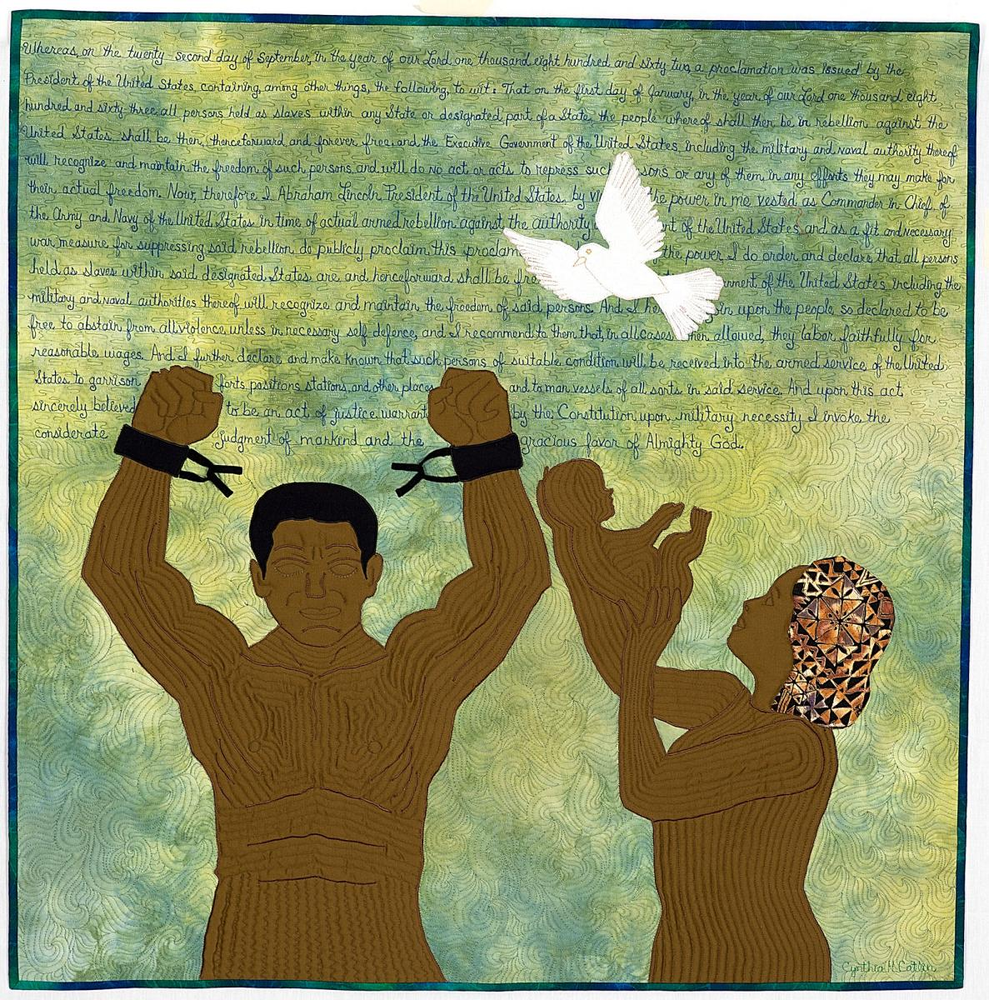 Whereas, on the twenty second day of September, in the year of our Lord one thousand eight hundred and sixty two, a proclamation was issued by the
President of the United States, containing, among other things, the following, to wit: That on the first day of January, in the year of our Lord one thousand eight
hundred and sixty-three, all persons held as slaves within any State or designated part of a State, the people whereof shall then be in rebellion against the
United States shall be then, thenceforward and forever free, and the Executive Government of the United States, including the military and naval authority thereof
will recognize and maintain the freedom of such persons, and will do no act or acts to repress such sons or any of them, in any efforts they may make for
their actual freedom. Now, therefore I, Abraham Lincoln, President of the United States, by vi the power in me vested as Commander in Chief, of
the Army and Navy of the United States in time of actual armed rebellion against the authority nt of the United States, and as a fit and necessary
war measure for suppressing said rebellion, do publicly proclaim this proclam the power, I do order and declare that all persons
held as slaves within said designated States are and henceforward shall be fre rnment of the United States including the
military and naval authorities thereof will recognize and maintain the freedom of said persons. And I he in upon the people so declared to be
free to abstain from all violence, unless in necessary self defence, and I recommend to them that, in all cases when allowed, they labor faithfully for
reasonable wages. And I further declare and make known that such persons of suitable condition will be received into the armed service of the United
States to garrison forts, positions, stations, and other places and to man vessels of all sorts in said service. And upon this act,
sincerely believed to be an act of justice, warrant by the Constitution, upon military necessity I invoke the
considerate judgment of mankind and the gracious favor of Almighty God.
Cynthia H. Catlin